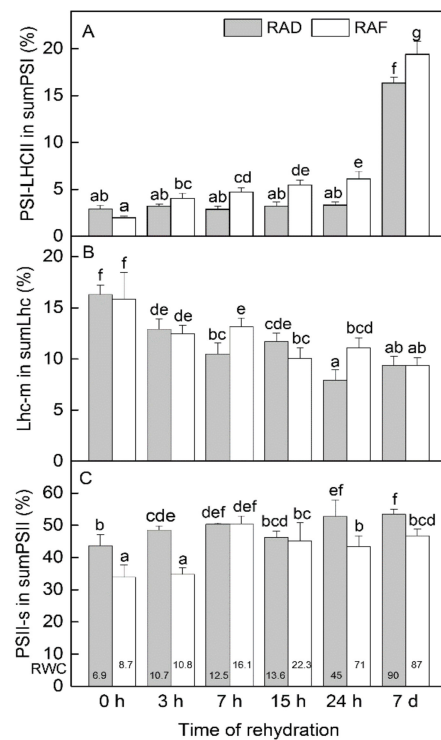 A
RAD RAF
PSI-LHCII in sumPSI (%)
20
15
10
5
0
ab a ab bc ab cd ab de ab e f g
B
Lhc-m in sumLhc (%)
20
15
10
5
0
f f de de bc e cde bc a bcd ab ab
C
PSII-s in sumPSII (%)
60
50
40
30
20
10
0
b a cde a def def bcd bc ef b f bcd
RWC
6.9 8.7 10.7 10.8 12.5 16.1 13.6 22.3 45 71 90 87
0 h 3 h 7 h 15 h 24 h 7 d
Time of rehydration